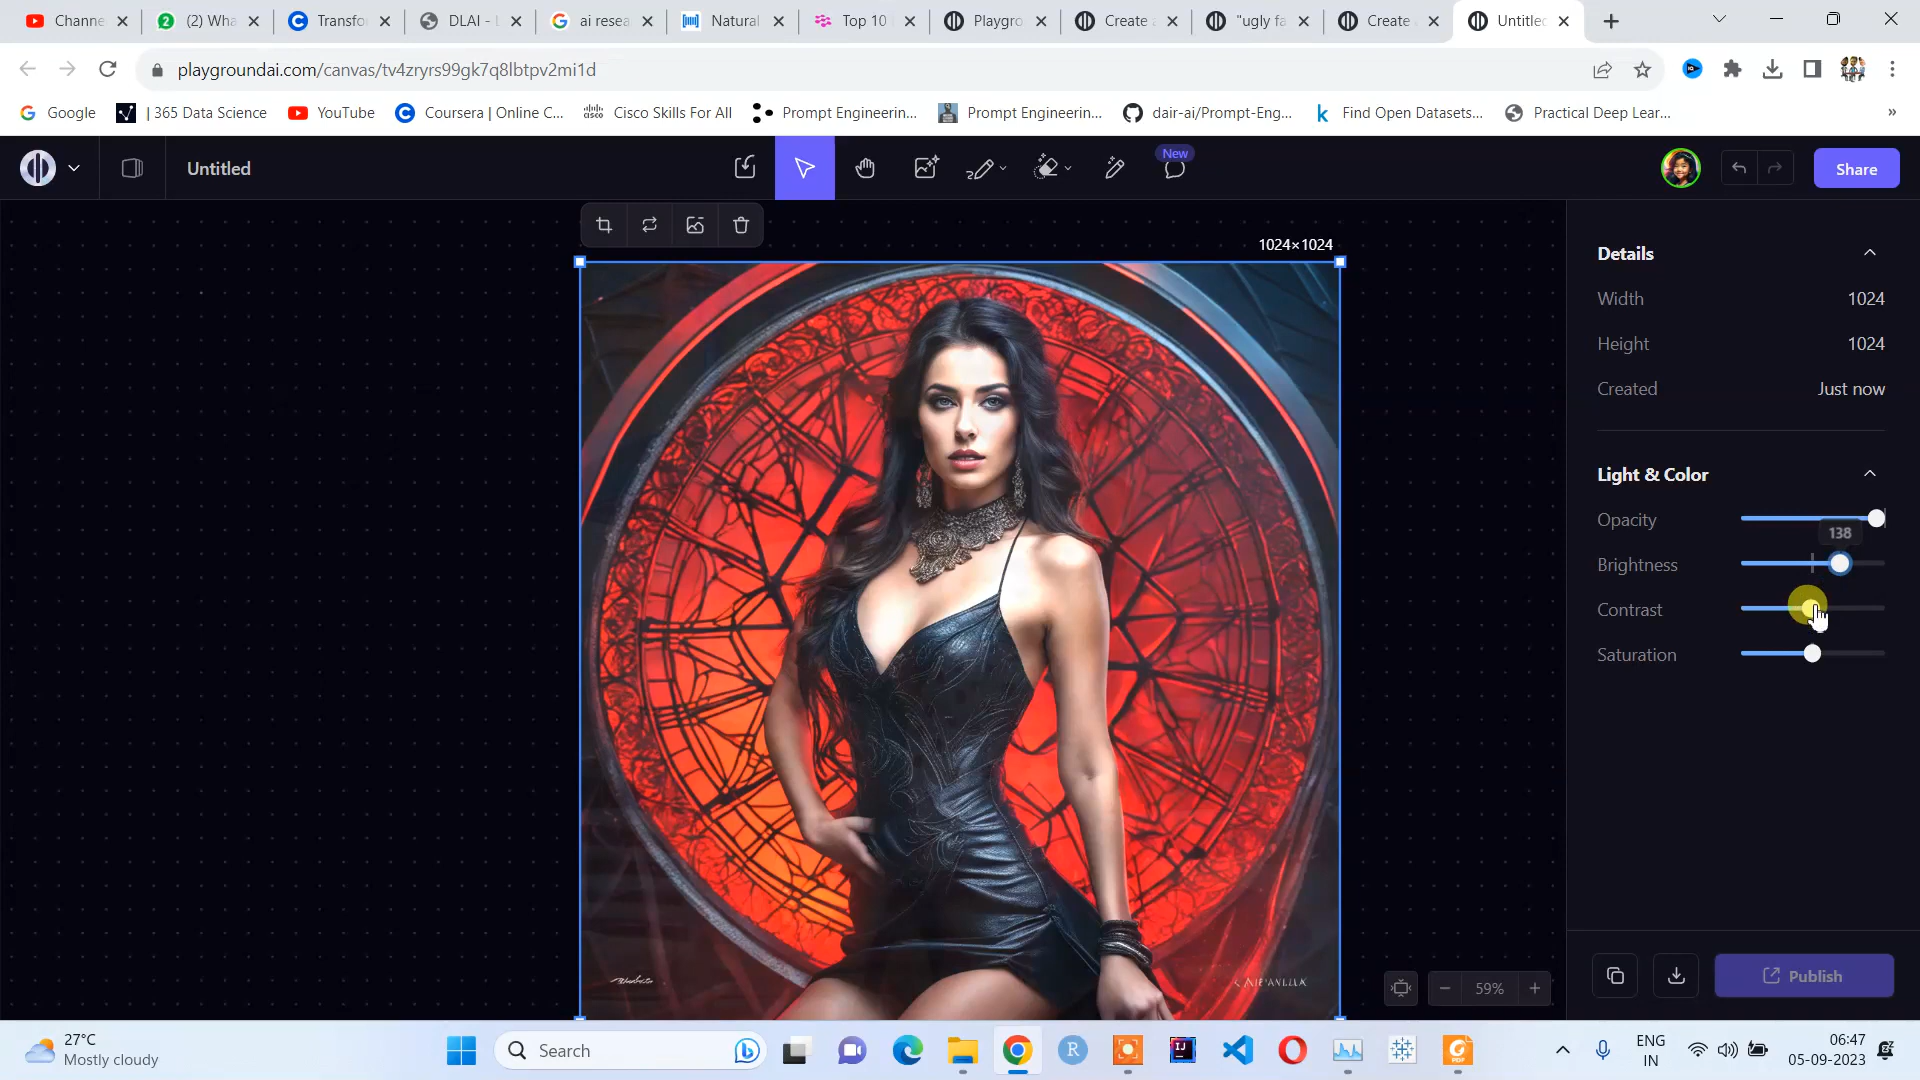 Channe
(2) Wha
Transfo
DLAI - L
ai resea
Natural
Top 10
Playgro
Create a
"ugly fa
Create
Untitled
playgroundai.com/canvas/tv4zryrs99gk7q8lbtpv2mi1d
Google
| 365 Data Science
YouTube
Coursera | Online C...
Cisco Skills For All
Prompt Engineerin...
Prompt Engineerin...
dair-ai/Prompt-Eng...
Find Open Datasets...
Practical Deep Lear...
»
Untitled
New
Share
1024×1024
Details
Width 1024
Height 1024
Created Just now
Light & Color
Opacity
138
Brightness
Contrast
Saturation
59%
Publish
27°C
Mostly cloudy
Search
ENG
IN
06:47
05-09-2023